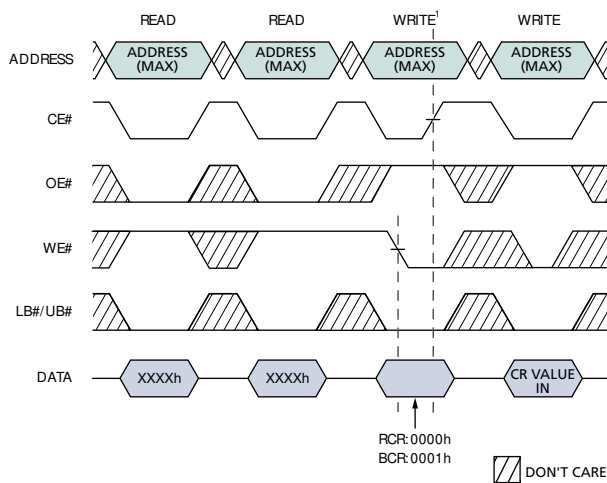 READ READ WRITE¹ WRITE
ADDRESS ADDRESS ADDRESS ADDRESS ADDRESS
(MAX) (MAX) (MAX) (MAX)
CE#
OE#
WE#
LB#/UB#
DATA XXXXh XXXXh CR VALUE
IN
RCR:0000h
BCR:0001h
DON'T CARE